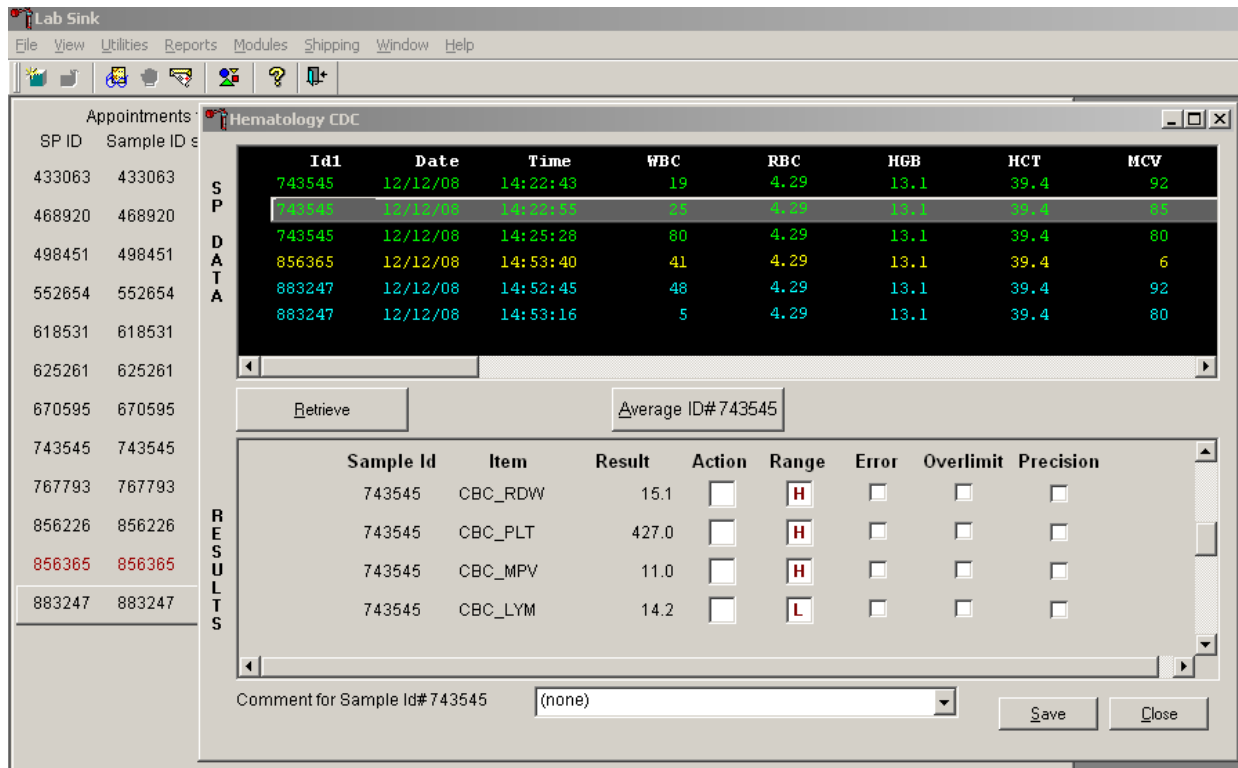 Lab Sink
File View Utilities Reports Modules Shipping Window Help
Appointments
SP ID Sample ID s
433063 433063
468920 468920
498451 498451
552654 552654
618531 618531
625261 625261
670595 670595
743545 743545
767793 767793
856226 856226
856365 856365
883247 883247
Hematology CDC
SP DATA
Id1 Date Time WBC RBC HGB HCT MCV
743545 12/12/08 14:22:43 19 4.29 13.1 39.4 92
743545 12/12/08 14:22:55 25 4.29 13.1 39.4 85
743545 12/12/08 14:25:28 80 4.29 13.1 39.4 80
856365 12/12/08 14:53:40 41 4.29 13.1 39.4 6
883247 12/12/08 14:52:45 48 4.29 13.1 39.4 92
883247 12/12/08 14:53:16 5 4.29 13.1 39.4 80
Retrieve Average ID# 743545
RESULTS
Sample Id Item Result Action Range Error Overlimit Precision
743545 CBC_RDW 15.1 H
743545 CBC_PLT 427.0 H
743545 CBC_MPV 11.0 H
743545 CBC_LYM 14.2 L
Comment for Sample Id# 743545 (none)
Save Close